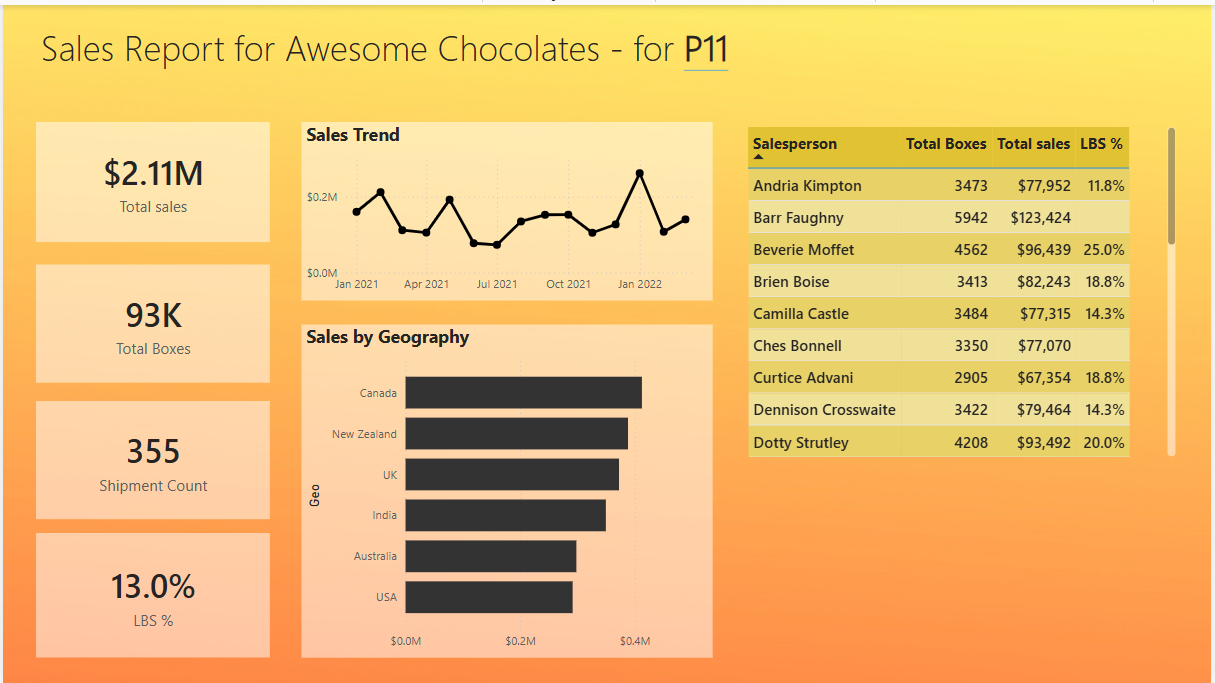 Sales Report for Awesome Chocolates - for P11
$2.11M
Total sales
93K
Total Boxes
355
Shipment Count
13.0%
LBS %
Sales Trend
$0.2M
$0.0M
Jan 2021 Apr 2021 Jul 2021 Oct 2021 Jan 2022
Sales by Geography
Geo
Canada
New Zealand
UK
India
Australia
USA
$0.0M $0.2M $0.4M
Salesperson Total Boxes Total sales LBS %
Andria Kimpton 3473 $77,952 11.8%
Barr Faughny 5942 $123,424
Beverie Moffet 4562 $96,439 25.0%
Brien Boise 3413 $82,243 18.8%
Camilla Castle 3484 $77,315 14.3%
Ches Bonnell 3350 $77,070
Curtice Advani 2905 $67,354 18.8%
Dennison Crosswaite 3422 $79,464 14.3%
Dotty Strutley 4208 $93,492 20.0%